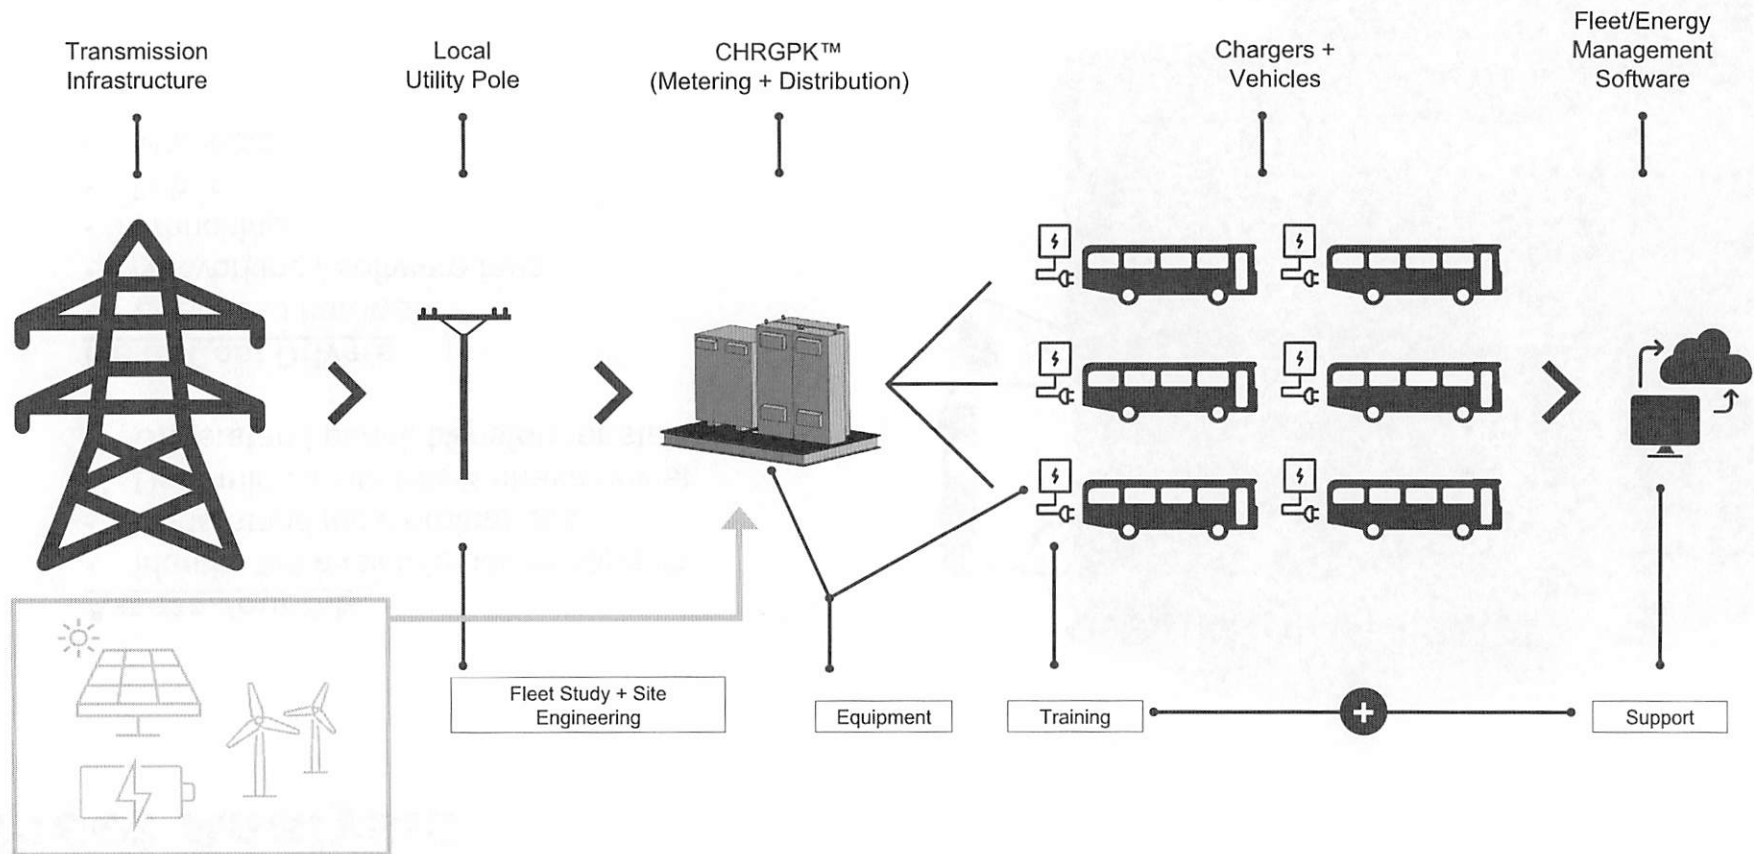 Transmission
Infrastructure
Local
Utility Pole
CHRGPK™
(Metering + Distribution)
Chargers +
Vehicles
Fleet/Energy
Management
Software
Fleet Study + Site
Engineering
Equipment
Training
Support